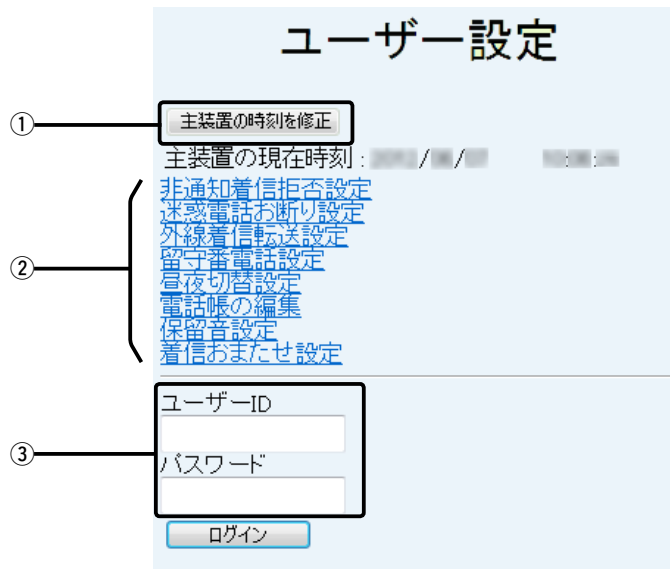 ユーザー設定
① 主装置の時刻を修正
主装置の現在時刻 : / /
非通知着信拒否設定
迷惑電話お断り設定
外線着信転送設定
② 留守番電話設定
昼夜切替設定
電話帳の編集
保留音設定
着信おまたせ設定
ユーザーID
③
パスワード
ログイン